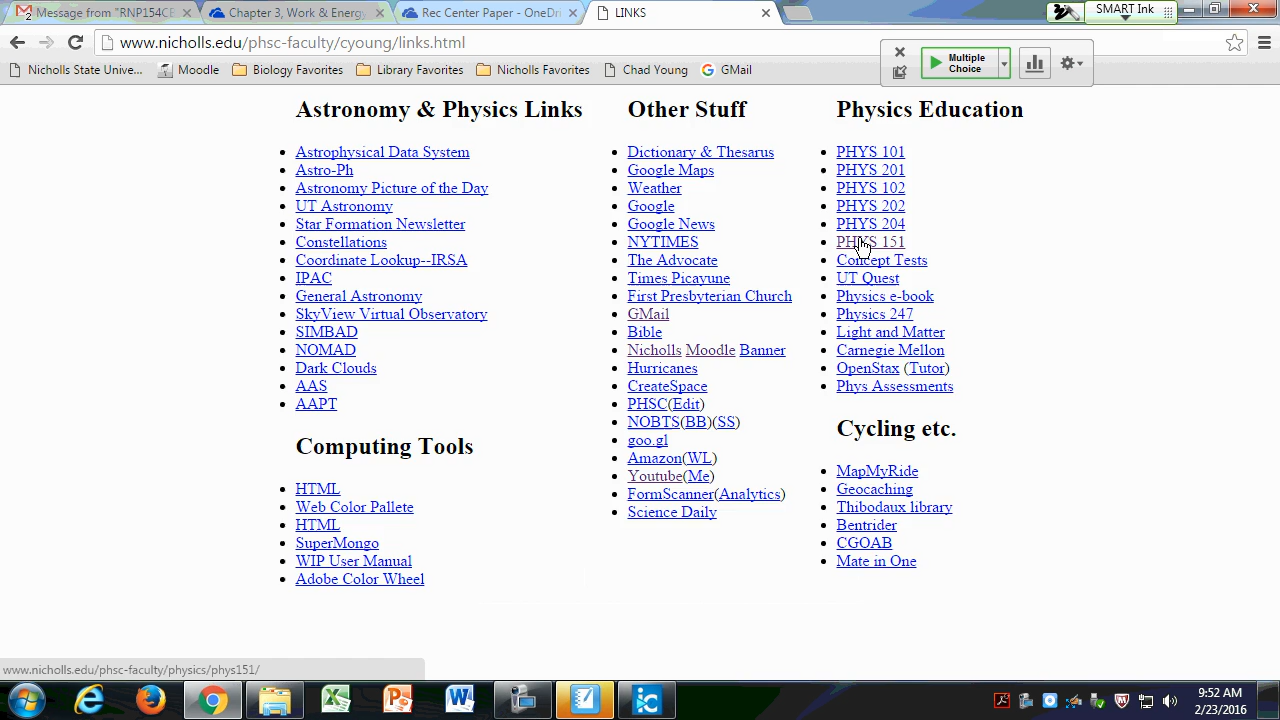 Message from "RNP154CE
Chapter 3, Work & Energy
Rec Center Paper - OneDri
LINKS
SMART Ink
www.nicholls.edu/phsc-faculty/cyoung/links.html
Multiple
Choice
Nicholls State Unive...
Moodle
Biology Favorites
Library Favorites
Nicholls Favorites
Chad Young
GMail
Astronomy & Physics Links
Astrophysical Data System
Astro-Ph
Astronomy Picture of the Day
UT Astronomy
Star Formation Newsletter
Constellations
Coordinate Lookup--IRSA
IPAC
General Astronomy
SkyView Virtual Observatory
SIMBAD
NOMAD
Dark Clouds
AAS
AAPT
Computing Tools
HTML
Web Color Pallete
HTML
SuperMongo
WIP User Manual
Adobe Color Wheel
Other Stuff
Dictionary & Thesarus
Google Maps
Weather
Google
Google News
NYTIMES
The Advocate
Times Picayune
First Presbyterian Church
GMail
Bible
Nicholls Moodle Banner
Hurricanes
CreateSpace
PHSC(Edit)
NOBTS(BB)(SS)
goo.gl
Amazon(WL)
Youtube(Me)
FormScanner(Analytics)
Science Daily
Physics Education
PHYS 101
PHYS 201
PHYS 102
PHYS 202
PHYS 204
PHYS 151
Concept Tests
UT Quest
Physics e-book
Physics 247
Light and Matter
Carnegie Mellon
OpenStax (Tutor)
Phys Assessments
Cycling etc.
MapMyRide
Geocaching
Thibodaux library
Bentrider
CGOAB
Mate in One
www.nicholls.edu/phsc-faculty/physics/phys151/
9:52 AM
2/23/2016